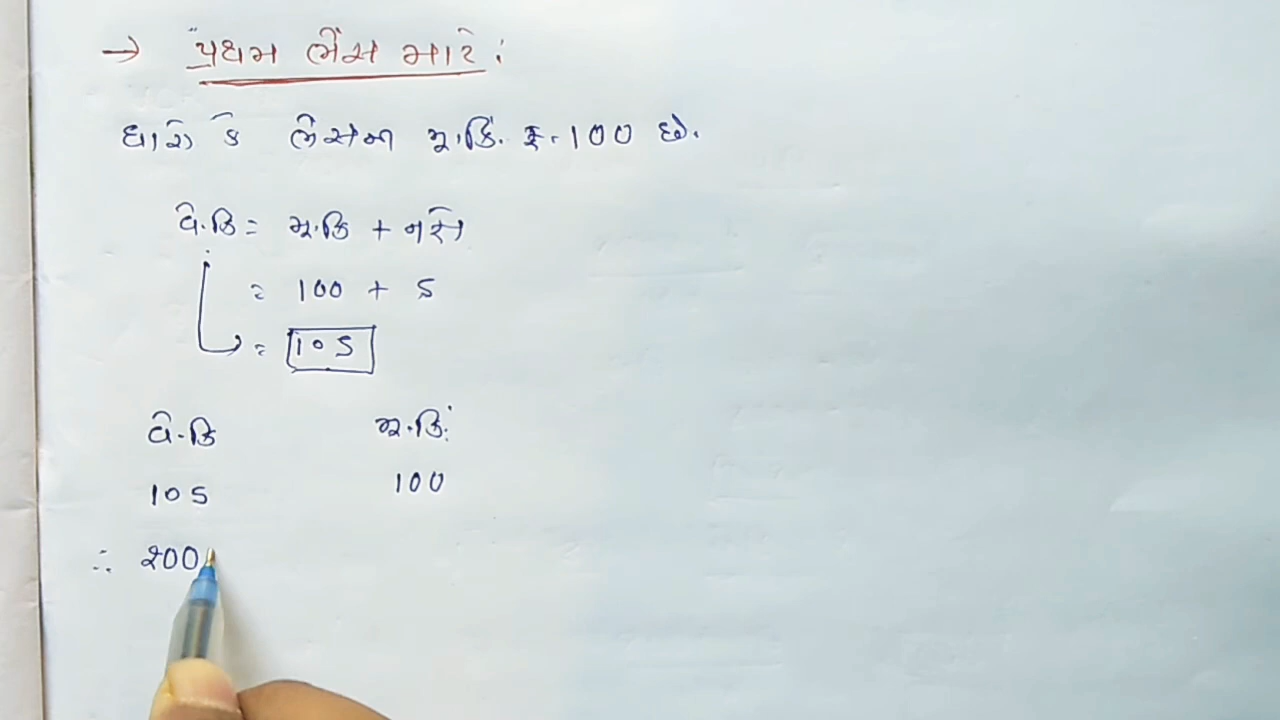 → પ્રથમ ભેંસ માટે :
ધારો કે ભેંસની મૂ.કિં. રૂ. 100 છે.
વે.કિ = મૂ.કિ + નફો
= 100 + 5
= 105
વે.કિ મૂ.કિં.
105 100
∴ 200